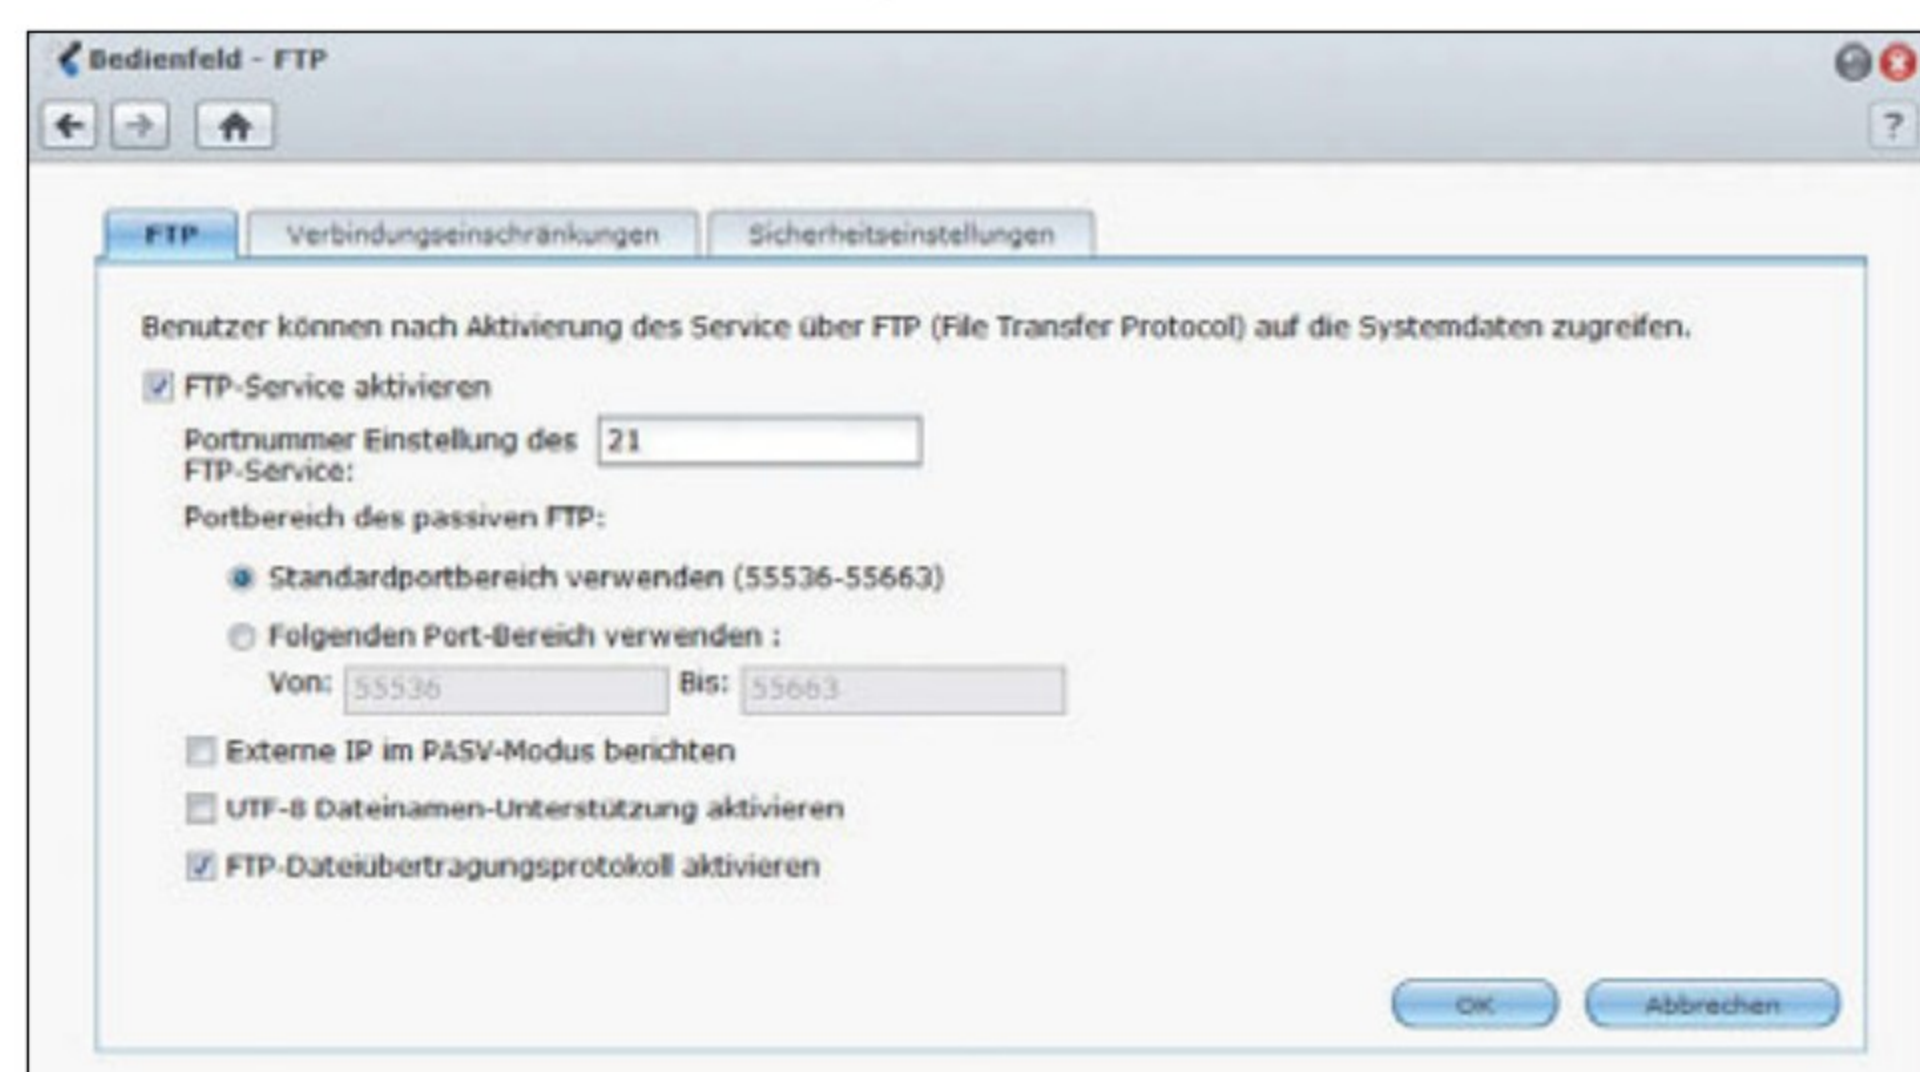 Bedienfeld - FTP
?
FTP Verbindungseinschränkungen Sicherheitseinstellungen
Benutzer können nach Aktivierung des Service über FTP (File Transfer Protocol) auf die Systemdaten zugreifen.
FTP-Service aktivieren
Portnummer Einstellung des 21
FTP-Service:
Portbereich des passiven FTP:
Standardportbereich verwenden (55536-55663)
Folgenden Port-Bereich verwenden :
Von: 55536 Bis: 55663
Externe IP im PASV-Modus berichten
UTF-8 Dateinamen-Unterstützung aktivieren
FTP-Dateiübertragungsprotokoll aktivieren
OK Abbrechen